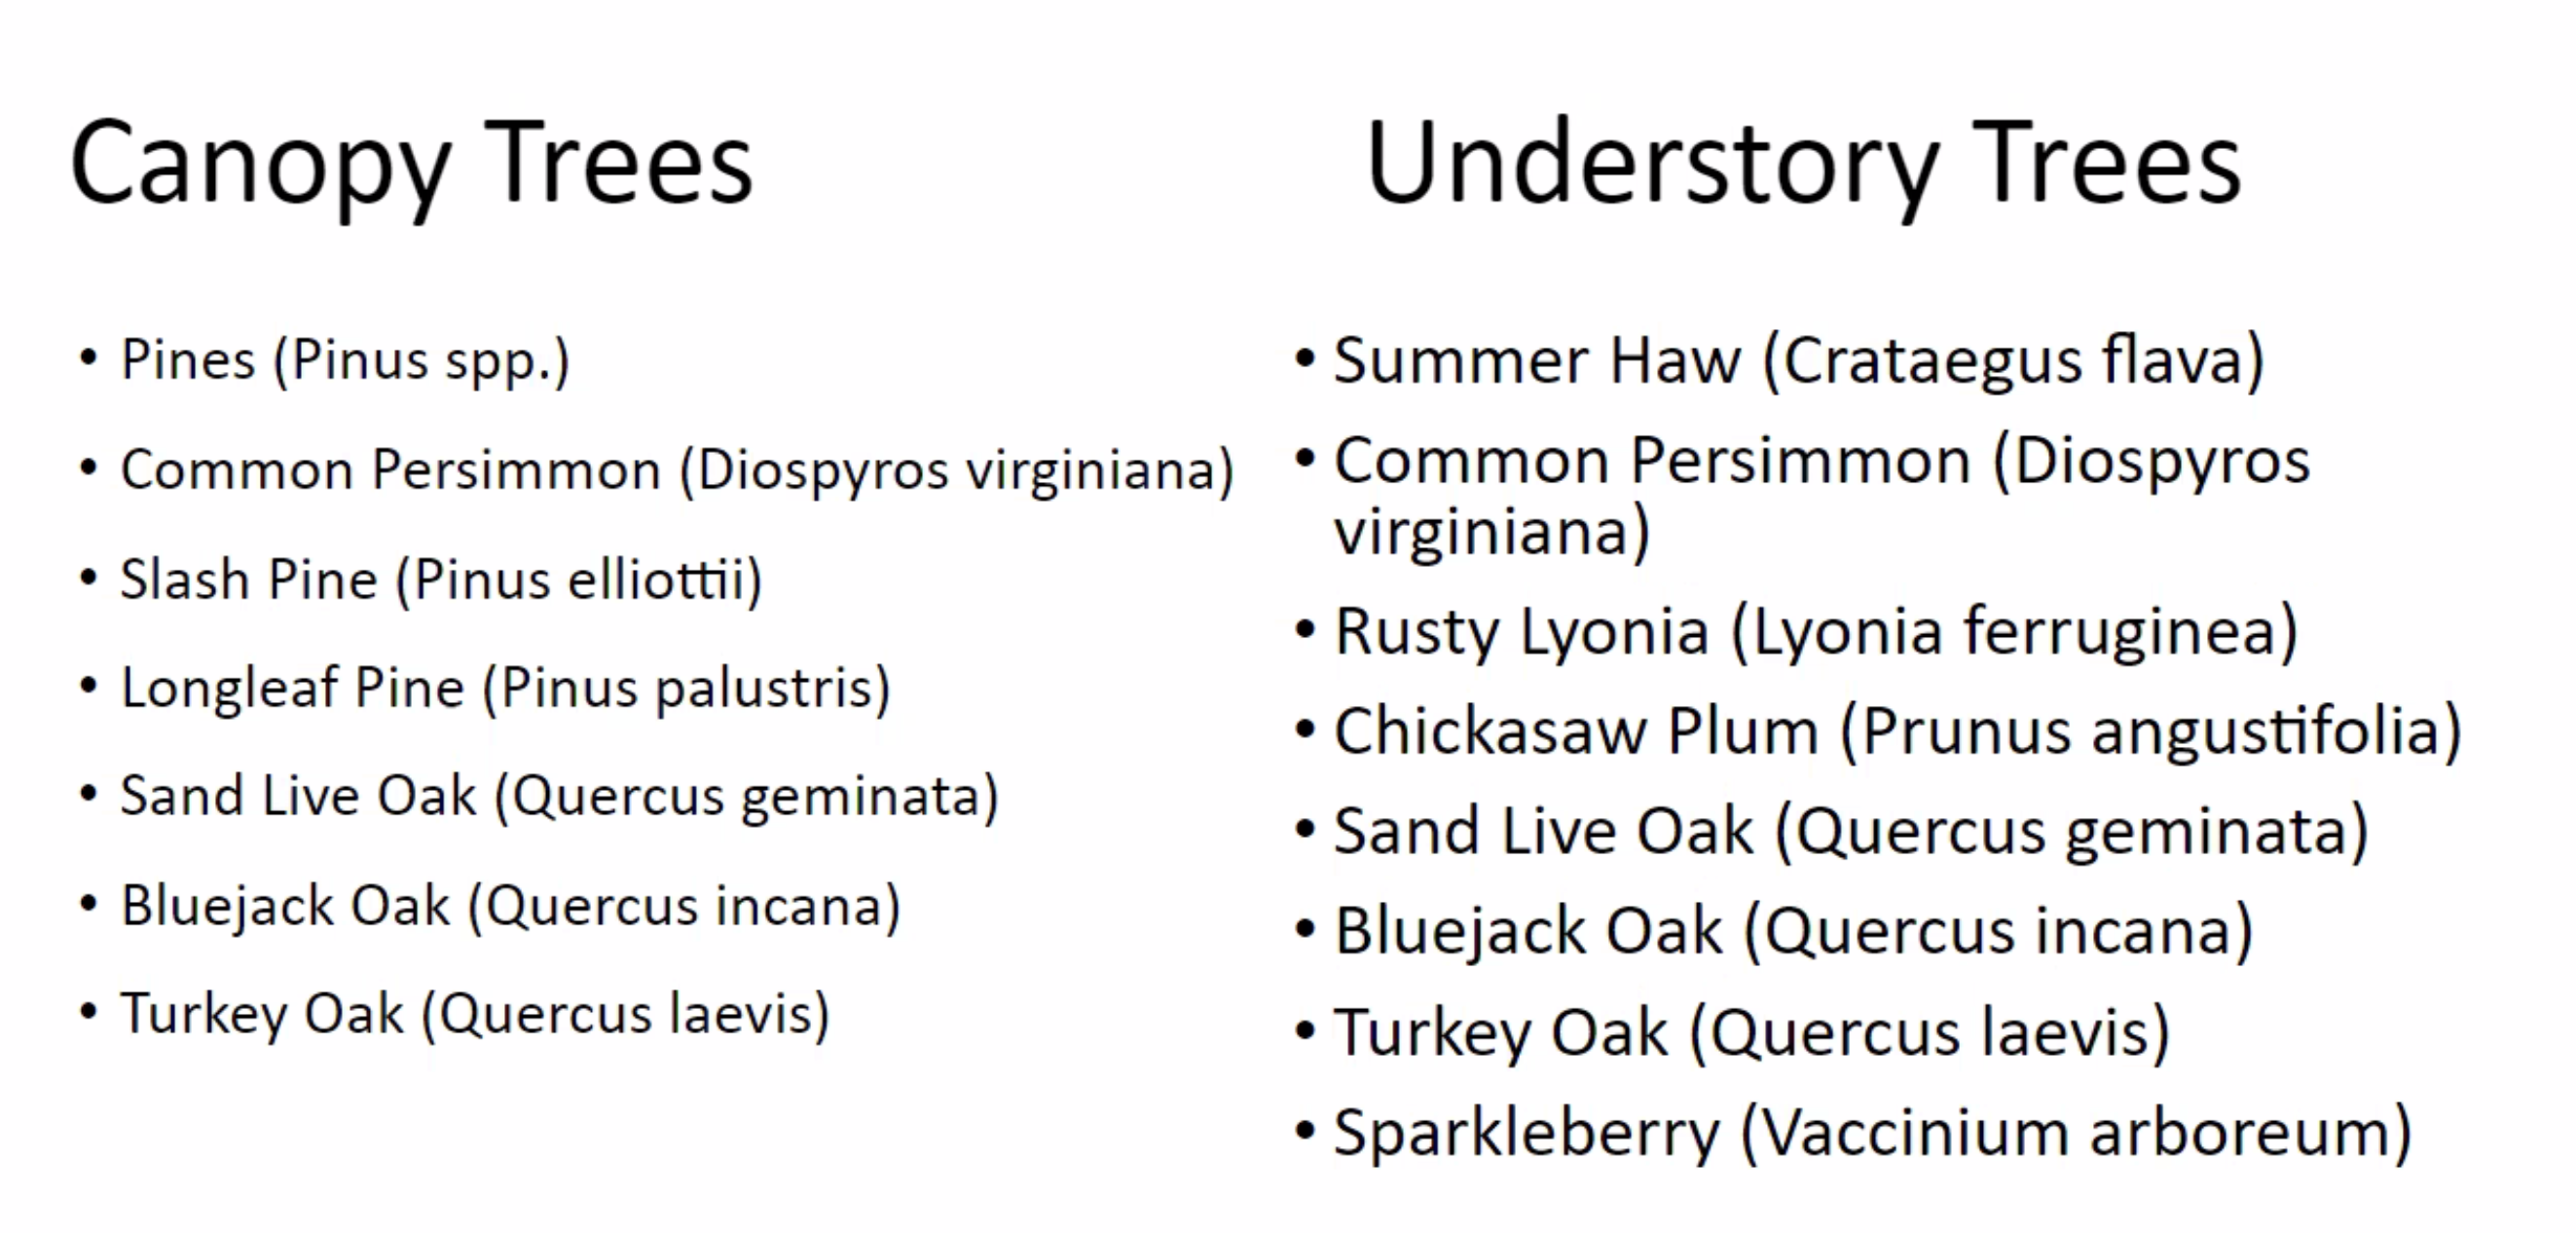 Canopy Trees
• Pines (Pinus spp.)
• Common Persimmon (Diospyros virginiana)
• Slash Pine (Pinus elliottii)
• Longleaf Pine (Pinus palustris)
• Sand Live Oak (Quercus geminata)
• Bluejack Oak (Quercus incana)
• Turkey Oak (Quercus laevis)
Understory Trees
• Summer Haw (Crataegus flava)
• Common Persimmon (Diospyros
virginiana)
• Rusty Lyonia (Lyonia ferruginea)
• Chickasaw Plum (Prunus angustifolia)
• Sand Live Oak (Quercus geminata)
• Bluejack Oak (Quercus incana)
• Turkey Oak (Quercus laevis)
• Sparkleberry (Vaccinium arboreum)